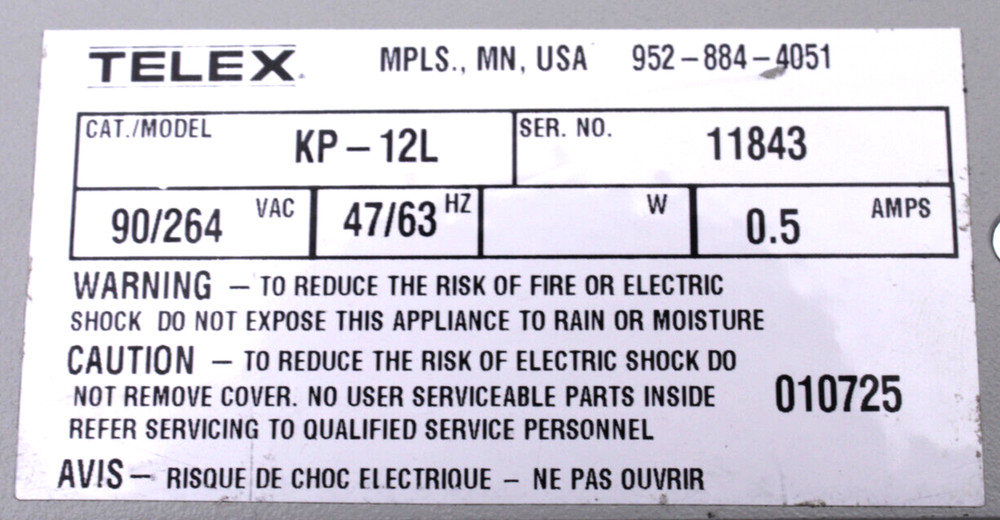 TELEX MPLS., MN, USA 952-884-4051
CAT./MODEL KP-12L SER. NO. 11843
90/264 VAC 47/63 HZ W 0.5 AMPS
WARNING – TO REDUCE THE RISK OF FIRE OR ELECTRIC
SHOCK DO NOT EXPOSE THIS APPLIANCE TO RAIN OR MOISTURE
CAUTION – TO REDUCE THE RISK OF ELECTRIC SHOCK DO
NOT REMOVE COVER. NO USER SERVICEABLE PARTS INSIDE
REFER SERVICING TO QUALIFIED SERVICE PERSONNEL
010725
AVIS – RISQUE DE CHOC ELECTRIQUE – NE PAS OUVRIR